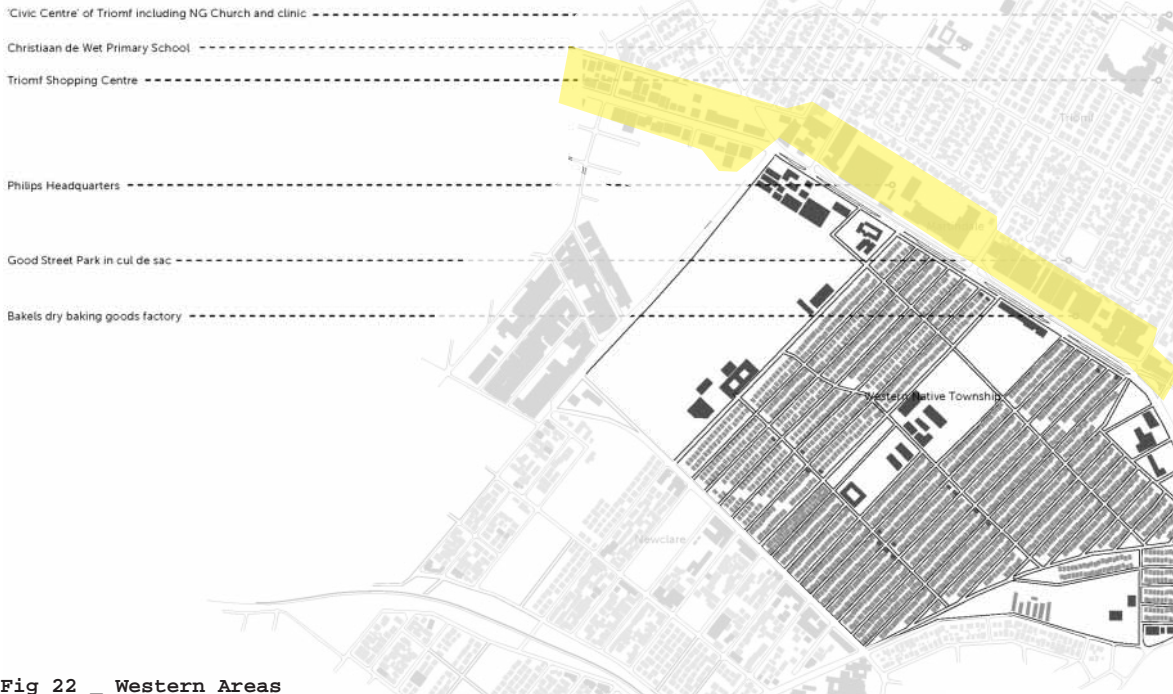 'Civic Centre' of Triomf including NG Church and clinic
Christiaan de Wet Primary School
Triomf Shopping Centre
Triomf
Philips Headquarters
Good Street Park in cul de sac
Bakels dry baking goods factory
Western Native Township
Newclare
Fig 22 _ Western Areas